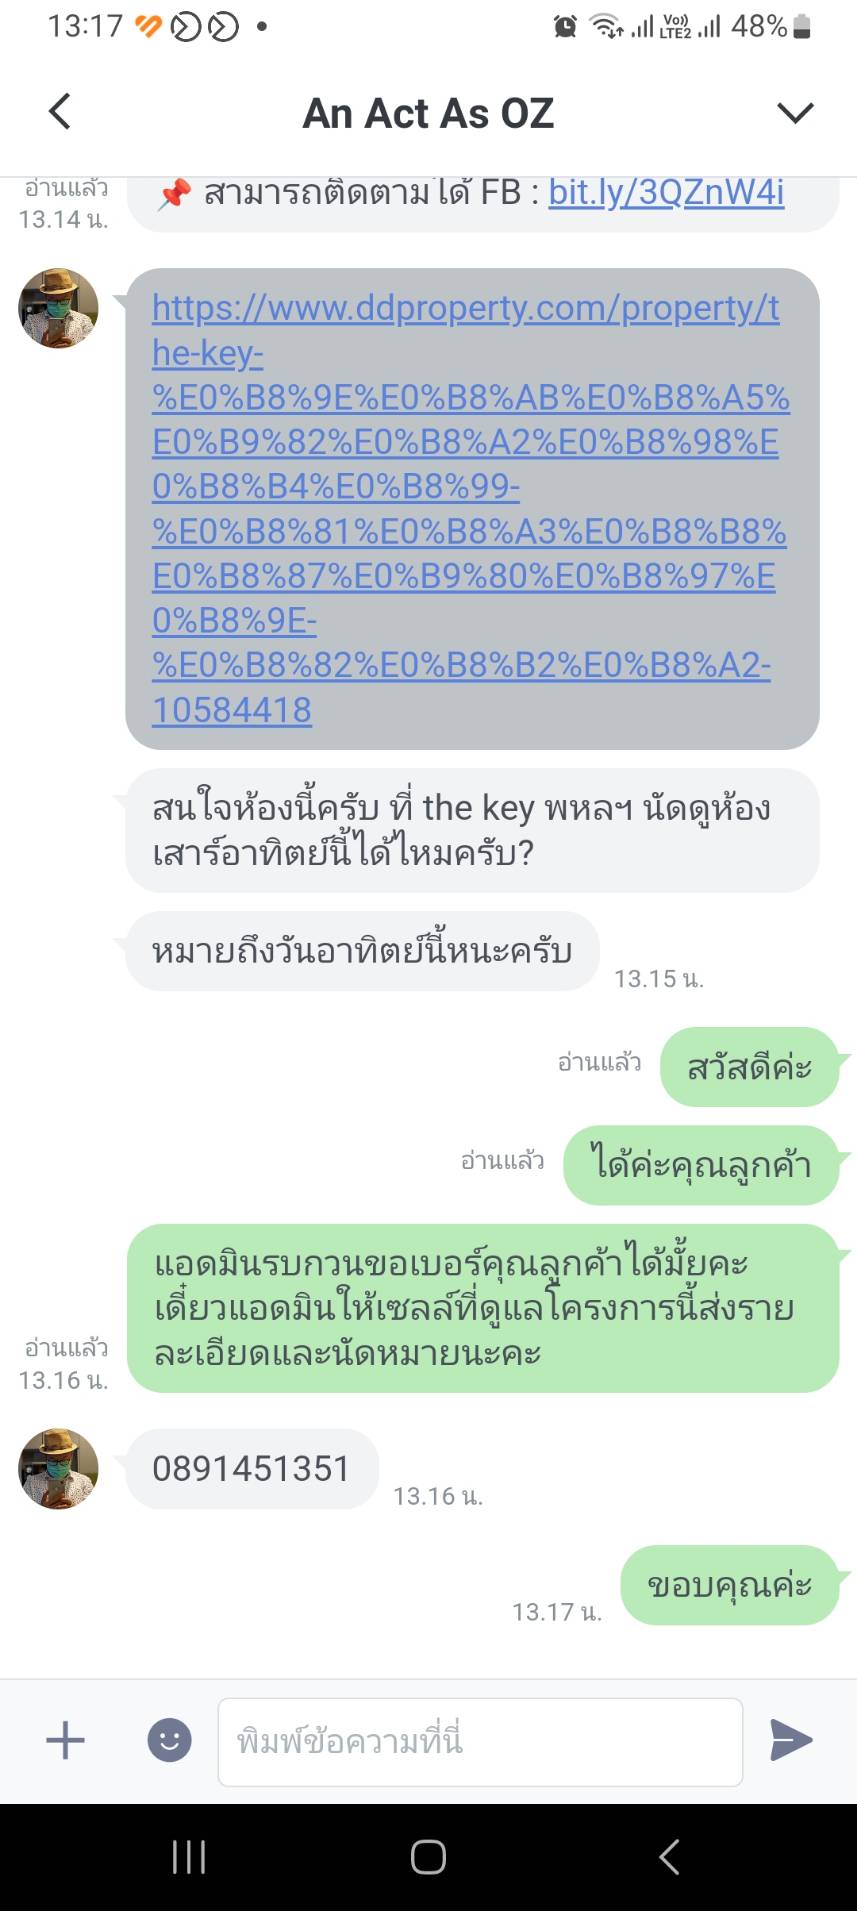 13:17
Vo)) LTE2
48%
An Act As OZ
อ่านแล้ว
13.14 น.
📌 สามารถติดตามได้ FB : bit.ly/3QZnW4i
https://www.ddproperty.com/property/t
he-key-
%E0%B8%9E%E0%B8%AB%E0%B8%A5%
E0%B9%82%E0%B8%A2%E0%B8%98%E
0%B8%B4%E0%B8%99-
%E0%B8%81%E0%B8%A3%E0%B8%B8%
E0%B8%87%E0%B9%80%E0%B8%97%E
0%B8%9E-
%E0%B8%82%E0%B8%B2%E0%B8%A2-
10584418
สนใจห้องนี้ครับ ที่ the key พหลฯ นัดดูห้อง
เสาร์อาทิตย์นี้ได้ไหมครับ?
หมายถึงวันอาทิตย์นี้หนะครับ
13.15 น.
อ่านแล้ว
สวัสดีค่ะ
อ่านแล้ว
ได้ค่ะคุณลูกค้า
แอดมินรบกวนขอเบอร์คุณลูกค้าได้มั้ยคะ
เดี๋ยวแอดมินให้เซลล์ที่ดูแลโครงการนี้ส่งราย
ละเอียดและนัดหมายนะคะ
อ่านแล้ว
13.16 น.
0891451351
13.16 น.
ขอบคุณค่ะ
13.17 น.
พิมพ์ข้อความที่นี่